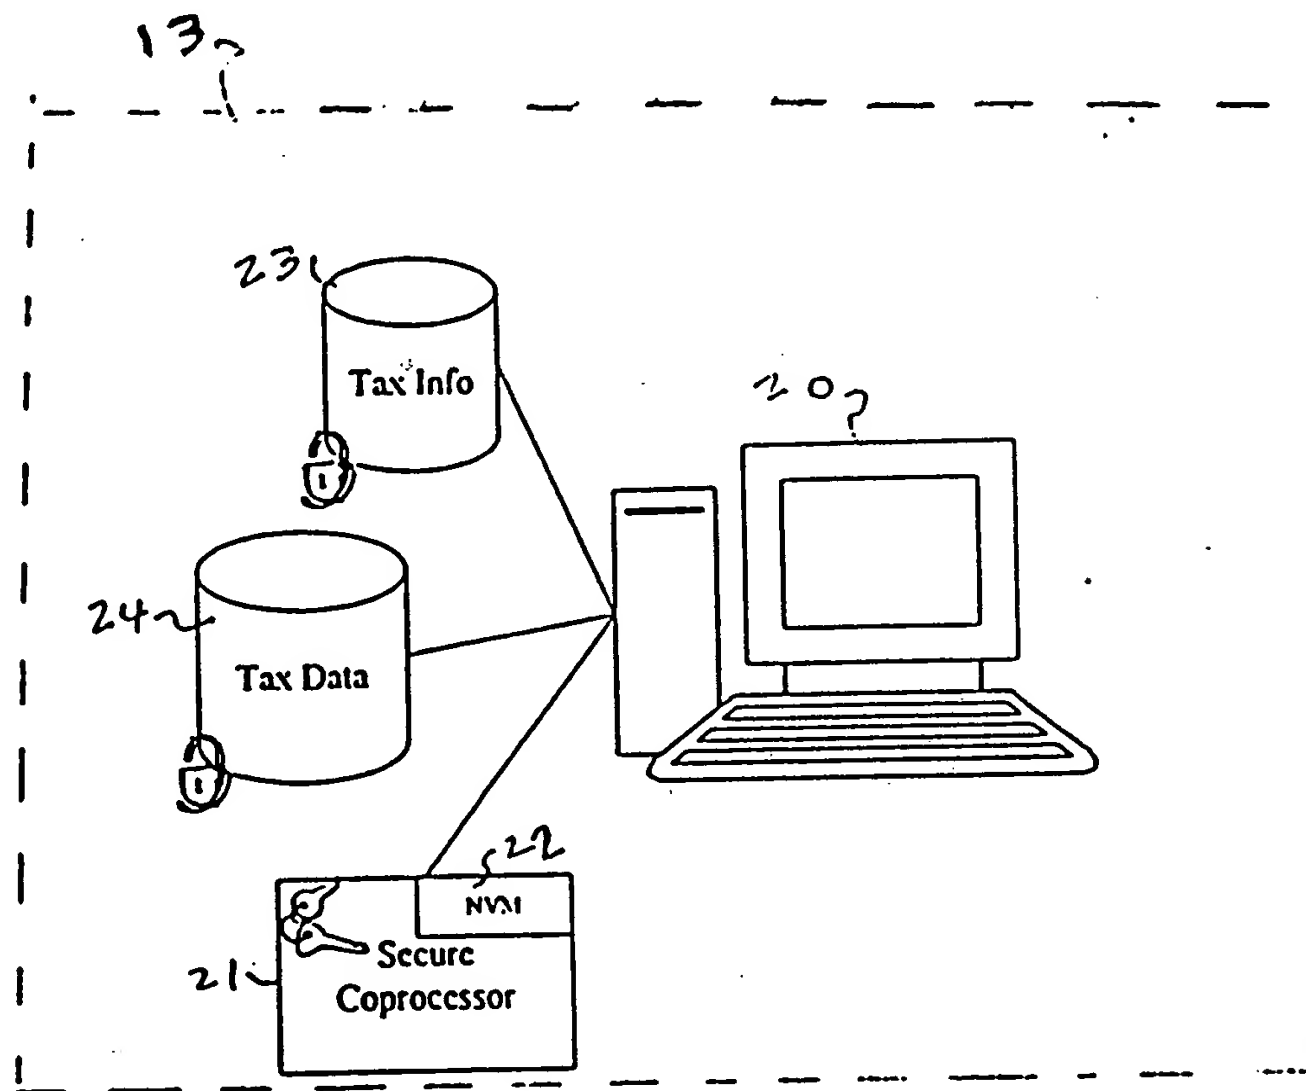 13
23
Tax Info
20
24
Tax Data
22
NVM
21
Secure
Coprocessor